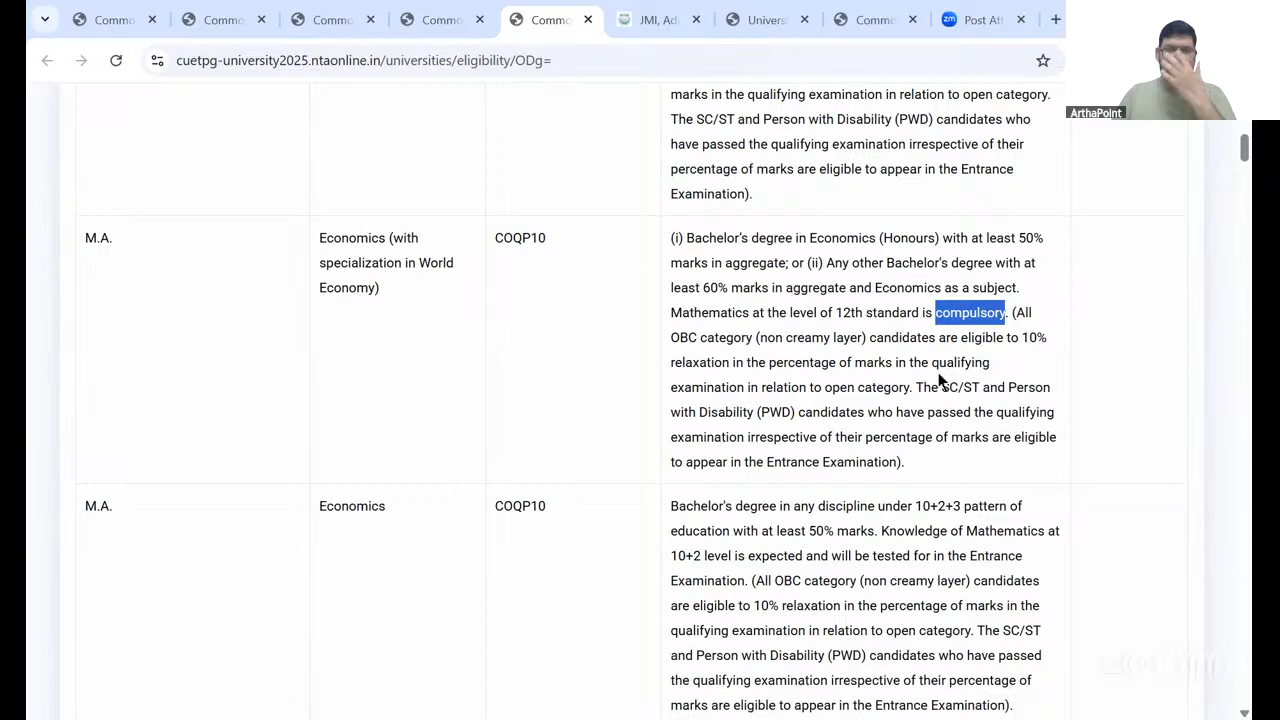 Commo
Commo
Commo
Commo
Commo
JMI, Ad
Universi
Commo
zm
Post Att
cuetpg-university2025.ntaonline.in/universities/eligibility/ODg=
ArthaPoint
marks in the qualifying examination in relation to open category.
The SC/ST and Person with Disability (PWD) candidates who
have passed the qualifying examination irrespective of their
percentage of marks are eligible to appear in the Entrance
Examination).
M.A.
Economics (with
specialization in World
Economy)
COQP10
(i) Bachelor's degree in Economics (Honours) with at least 50%
marks in aggregate; or (ii) Any other Bachelor's degree with at
least 60% marks in aggregate and Economics as a subject.
Mathematics at the level of 12th standard is compulsory. (All
OBC category (non creamy layer) candidates are eligible to 10%
relaxation in the percentage of marks in the qualifying
examination in relation to open category. The SC/ST and Person
with Disability (PWD) candidates who have passed the qualifying
examination irrespective of their percentage of marks are eligible
to appear in the Entrance Examination).
M.A.
Economics
COQP10
Bachelor's degree in any discipline under 10+2+3 pattern of
education with at least 50% marks. Knowledge of Mathematics at
10+2 level is expected and will be tested for in the Entrance
Examination. (All OBC category (non creamy layer) candidates
are eligible to 10% relaxation in the percentage of marks in the
qualifying examination in relation to open category. The SC/ST
and Person with Disability (PWD) candidates who have passed
the qualifying examination irrespective of their percentage of
marks are eligible to appear in the Entrance Examination).